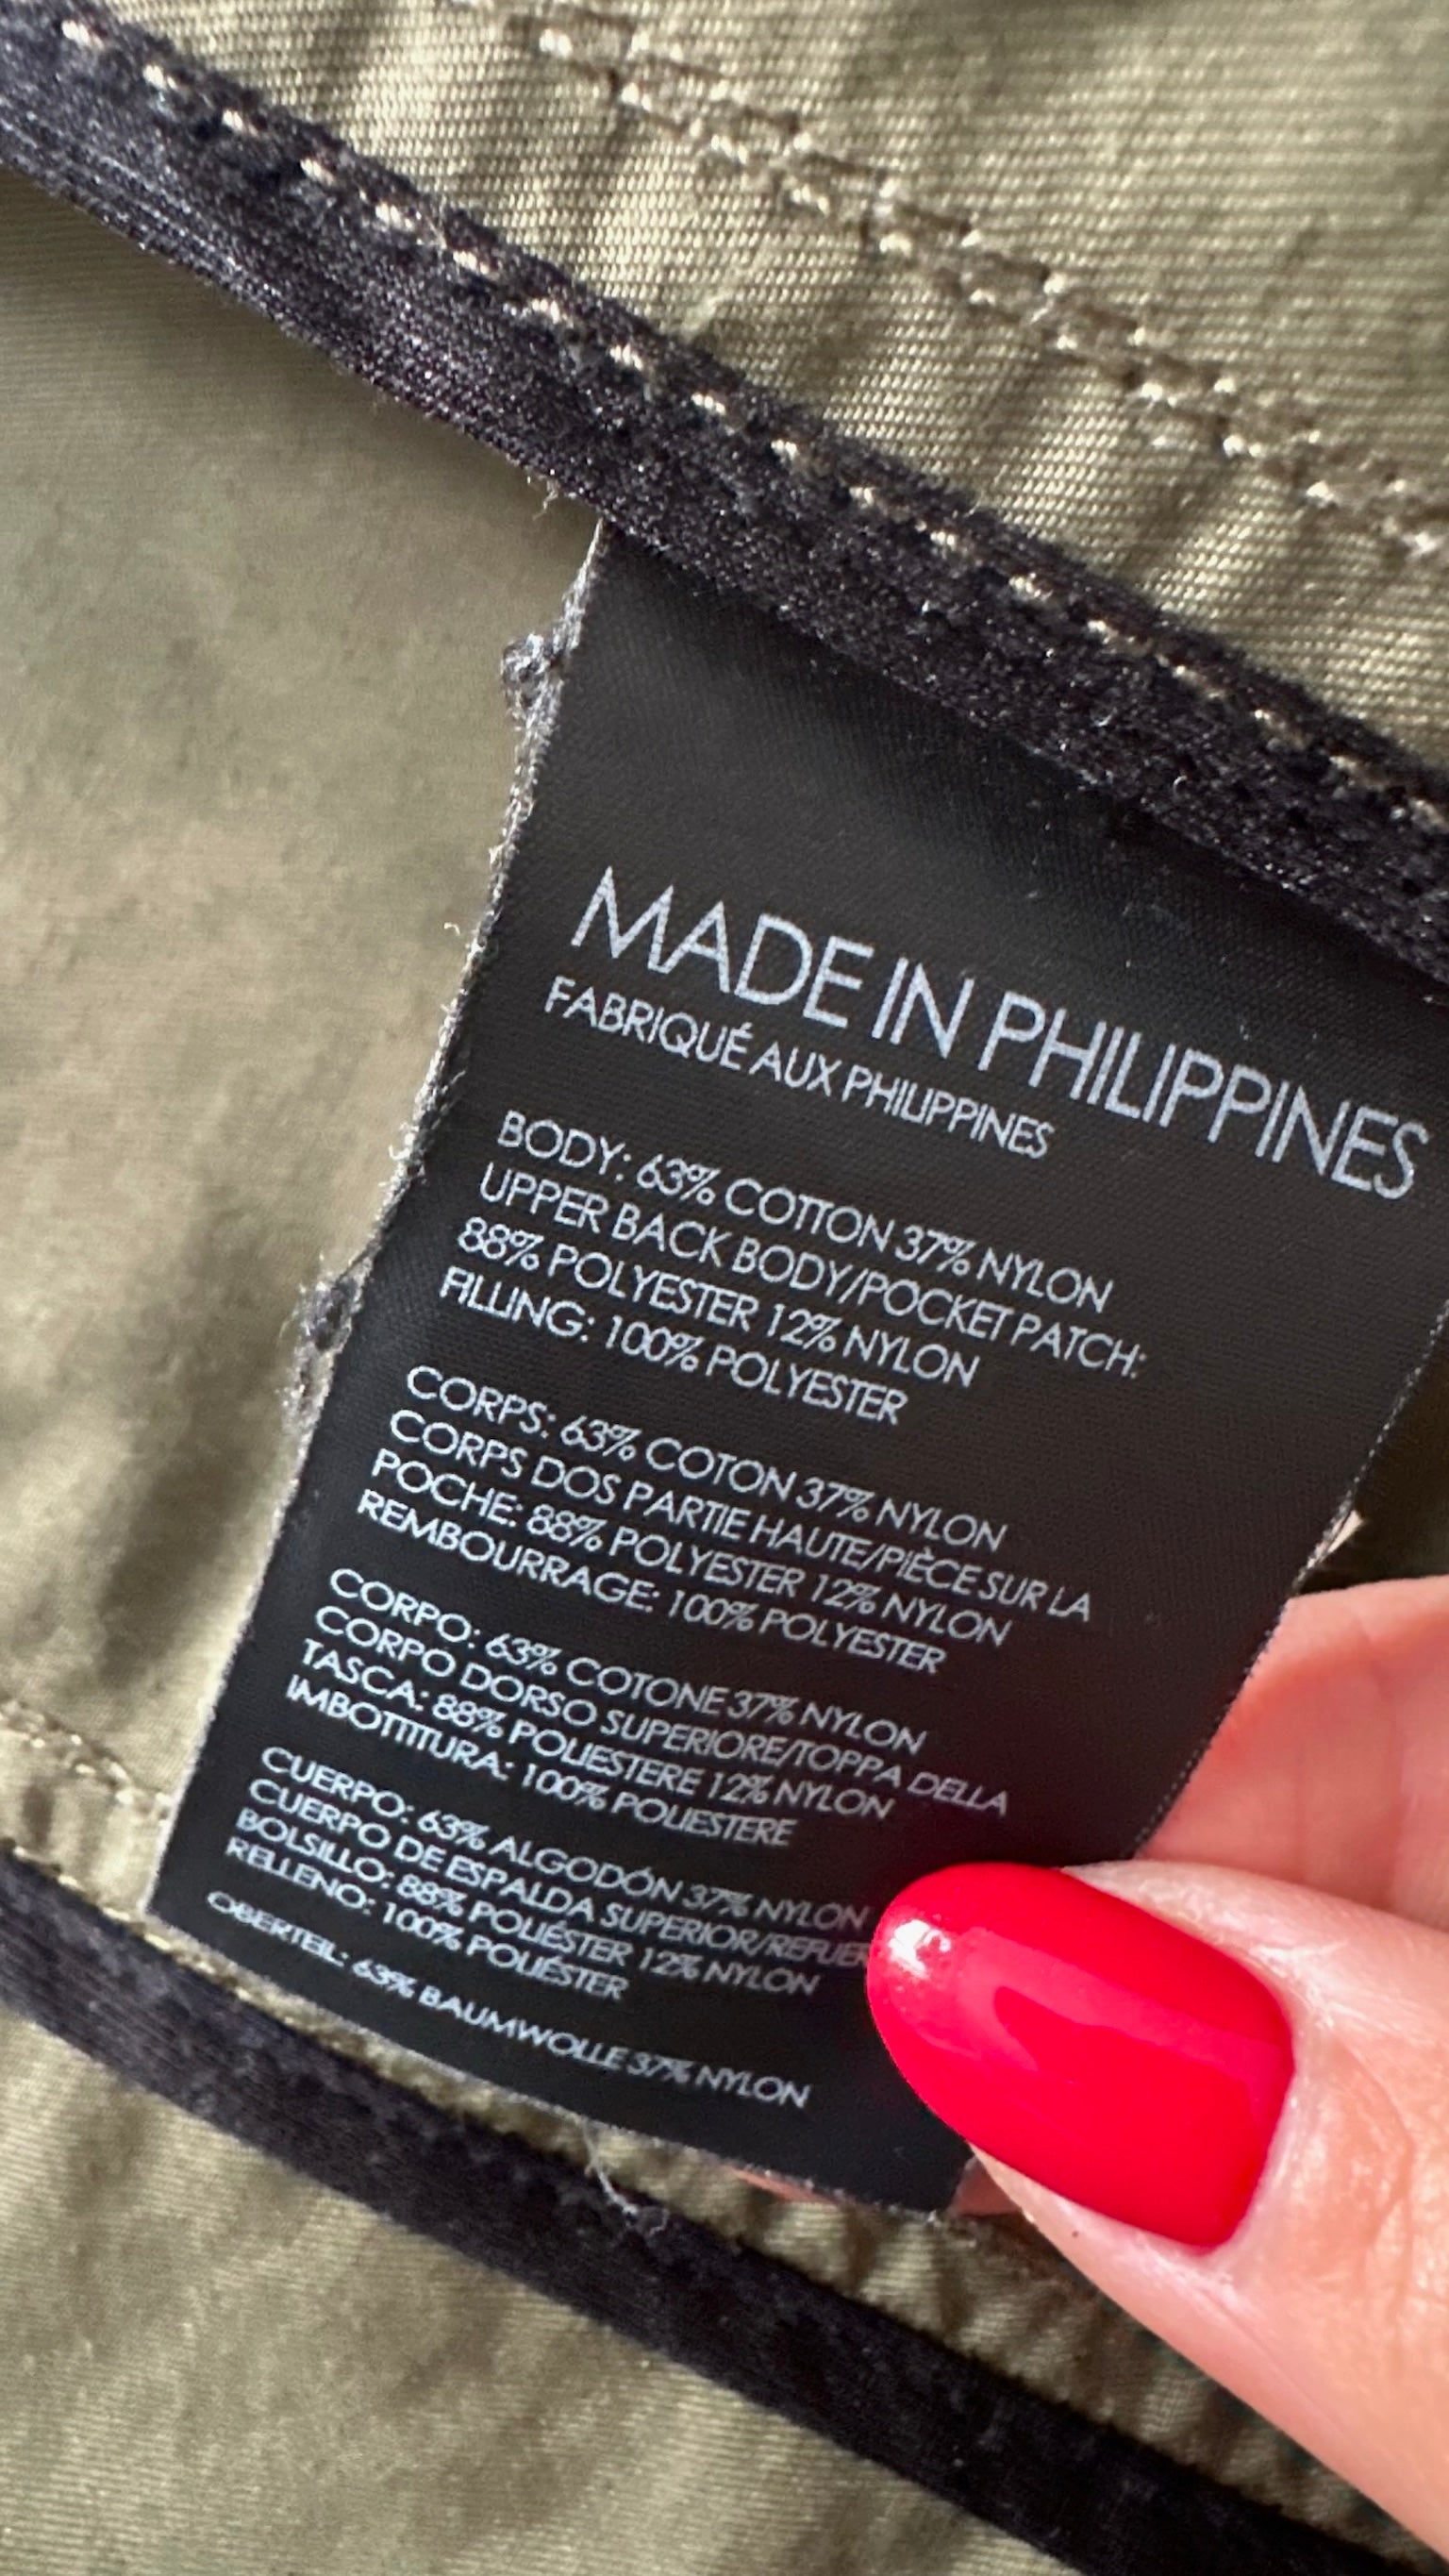 MADE IN PHILIPPINES
FABRIQUÉ AUX PHILIPPINES
BODY: 63% COTTON 37% NYLON
UPPER BACK BODY/POCKET PATCH:
88% POLYESTER 12% NYLON
FILLING: 100% POLYESTER
CORPS: 63% COTON 37% NYLON
CORPS DOS PARTIE HAUTE/PIÈCE SUR LA
POCHE: 88% POLYESTER 12% NYLON
REMBOURRAGE: 100% POLYESTER
CORPO: 63% COTONE 37% NYLON
CORPO DORSO SUPERIORE/TOPPA DELLA
TASCA: 88% POLIESTERE 12% NYLON
IMBOTTITURA: 100% POLIESTERE
CUERPO: 63% ALGODÓN 37% NYLON
CUERPO DE ESPALDA SUPERIOR/
BOLSILLO: 88% POLIÉSTER 12% NYLON
RELLENO: 100% POLIÉSTER
OBERTEIL: 63% BAUMWOLLE 37% NYLON